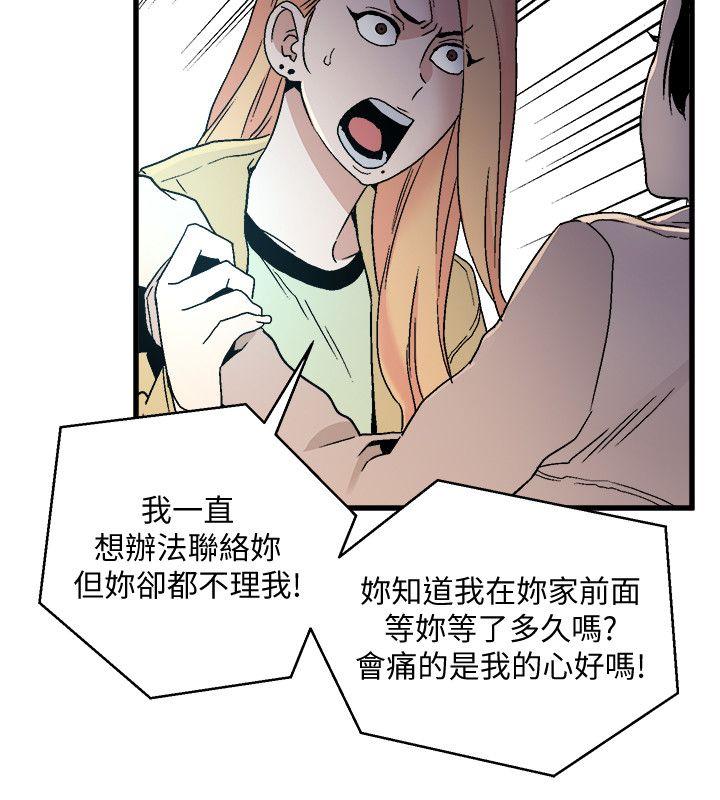 我一直
想辦法聯絡妳
但妳卻都不理我!
妳知道我在妳家前面
等妳等了多久嗎?
會痛的是我的心好嗎!